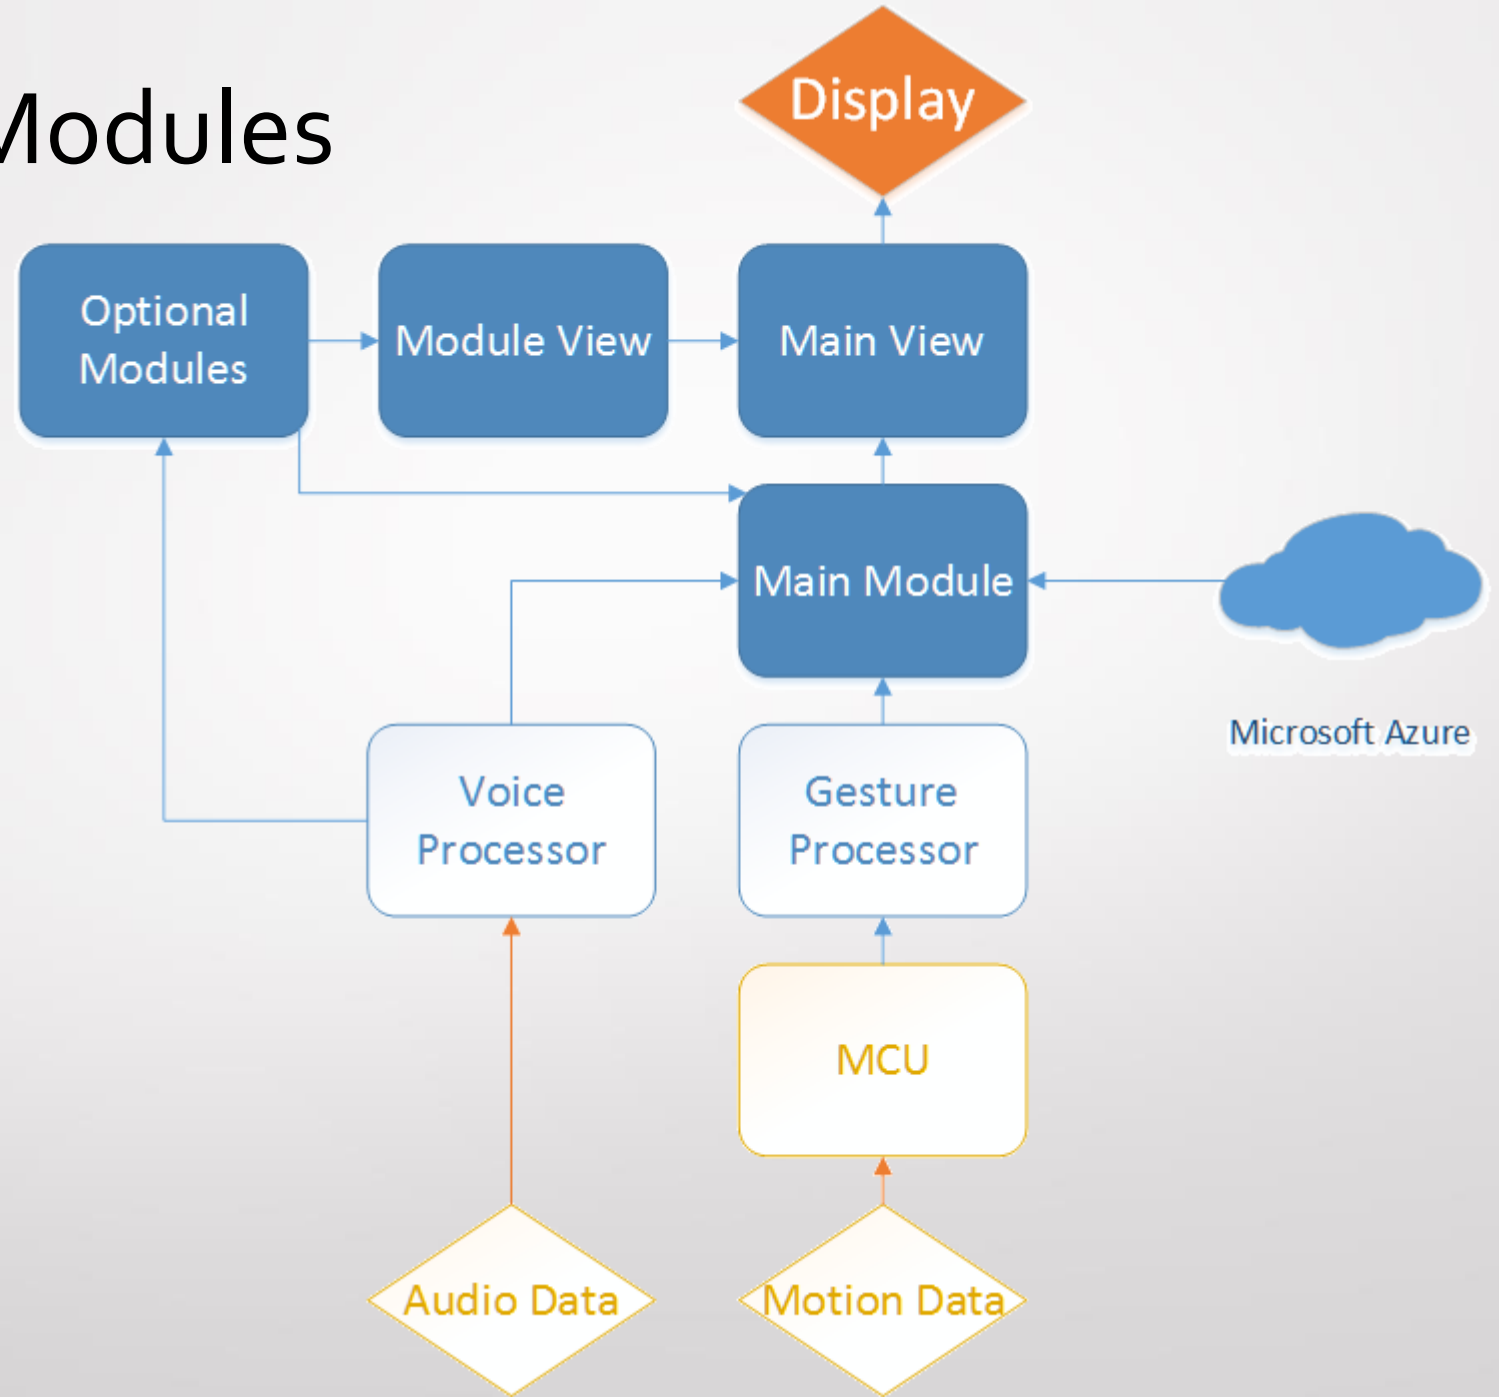 Modules
Display
Optional
Modules
Module View
Main View
Main Module
Microsoft Azure
Voice
Processor
Gesture
Processor
MCU
Audio Data
Motion Data